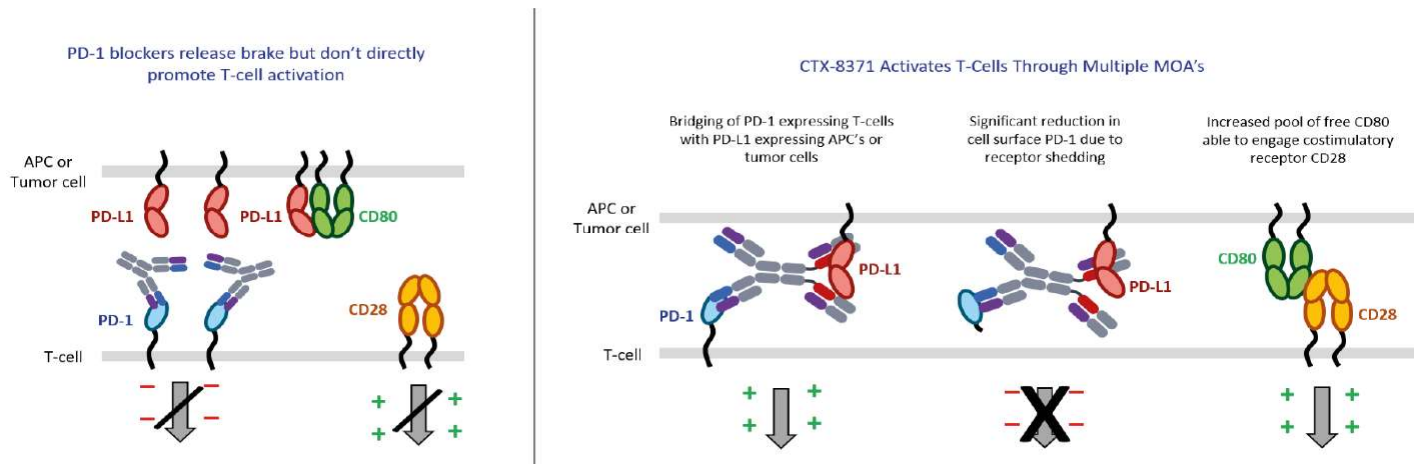 PD-1 blockers release brake but don't directly
promote T-cell activation
APC or
Tumor cell
PD-L1
PD-L1
CD80
PD-1
CD28
T-cell
− − − −
+ + + +
CTX-8371 Activates T-Cells Through Multiple MOA's
Bridging of PD-1 expressing T-cells
with PD-L1 expressing APC's or
tumor cells
Significant reduction in
cell surface PD-1 due to
receptor shedding
Increased pool of free CD80
able to engage costimulatory
receptor CD28
APC or
Tumor cell
PD-L1
PD-L1
CD80
PD-1
CD28
T-cell
+ + + +
− − − −
+ + + +